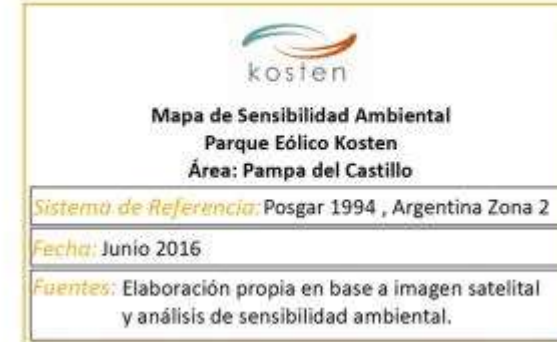 kosten
Mapa de Sensibilidad Ambiental
Parque Eólico Kosten
Área: Pampa del Castillo
Sistema de Referencia: Posgar 1994 , Argentina Zona 2
Fecha: Junio 2016
Fuentes: Elaboración propia en base a imagen satelital
y análisis de sensibilidad ambiental.